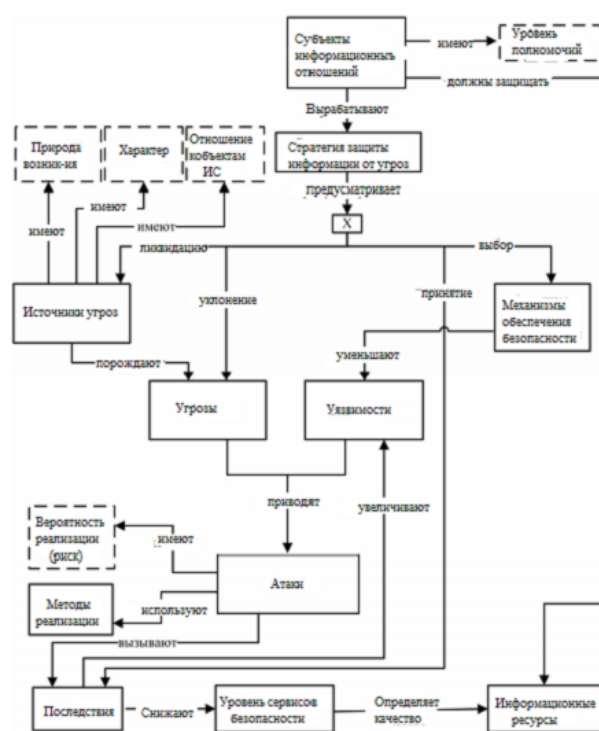 Субъекты
информационнь
отношений
имеют
Уровень
полномочий
должны защищать
Вырабатывают
Природа
возник-ия
Характер
Отношение
кобъектам
ИС
Стратегия защиты
информации от угроз
имеют
предусматривает
имеют
имеют
X
ликвидацию
выбор
Источники угроз
уклонение
принятие
Механизмы
обеспечения
безопасности
порождают
уменьшают
Угрозы
Уязвимости
приводят
увеличивают
Вероятность
реализации
(риск)
имеют
Атаки
Методы
реализации
используют
вызывают
Последствия
Снижают
Уровень сервисов
безопасности
Определяет
качество
Информационные
ресурсы